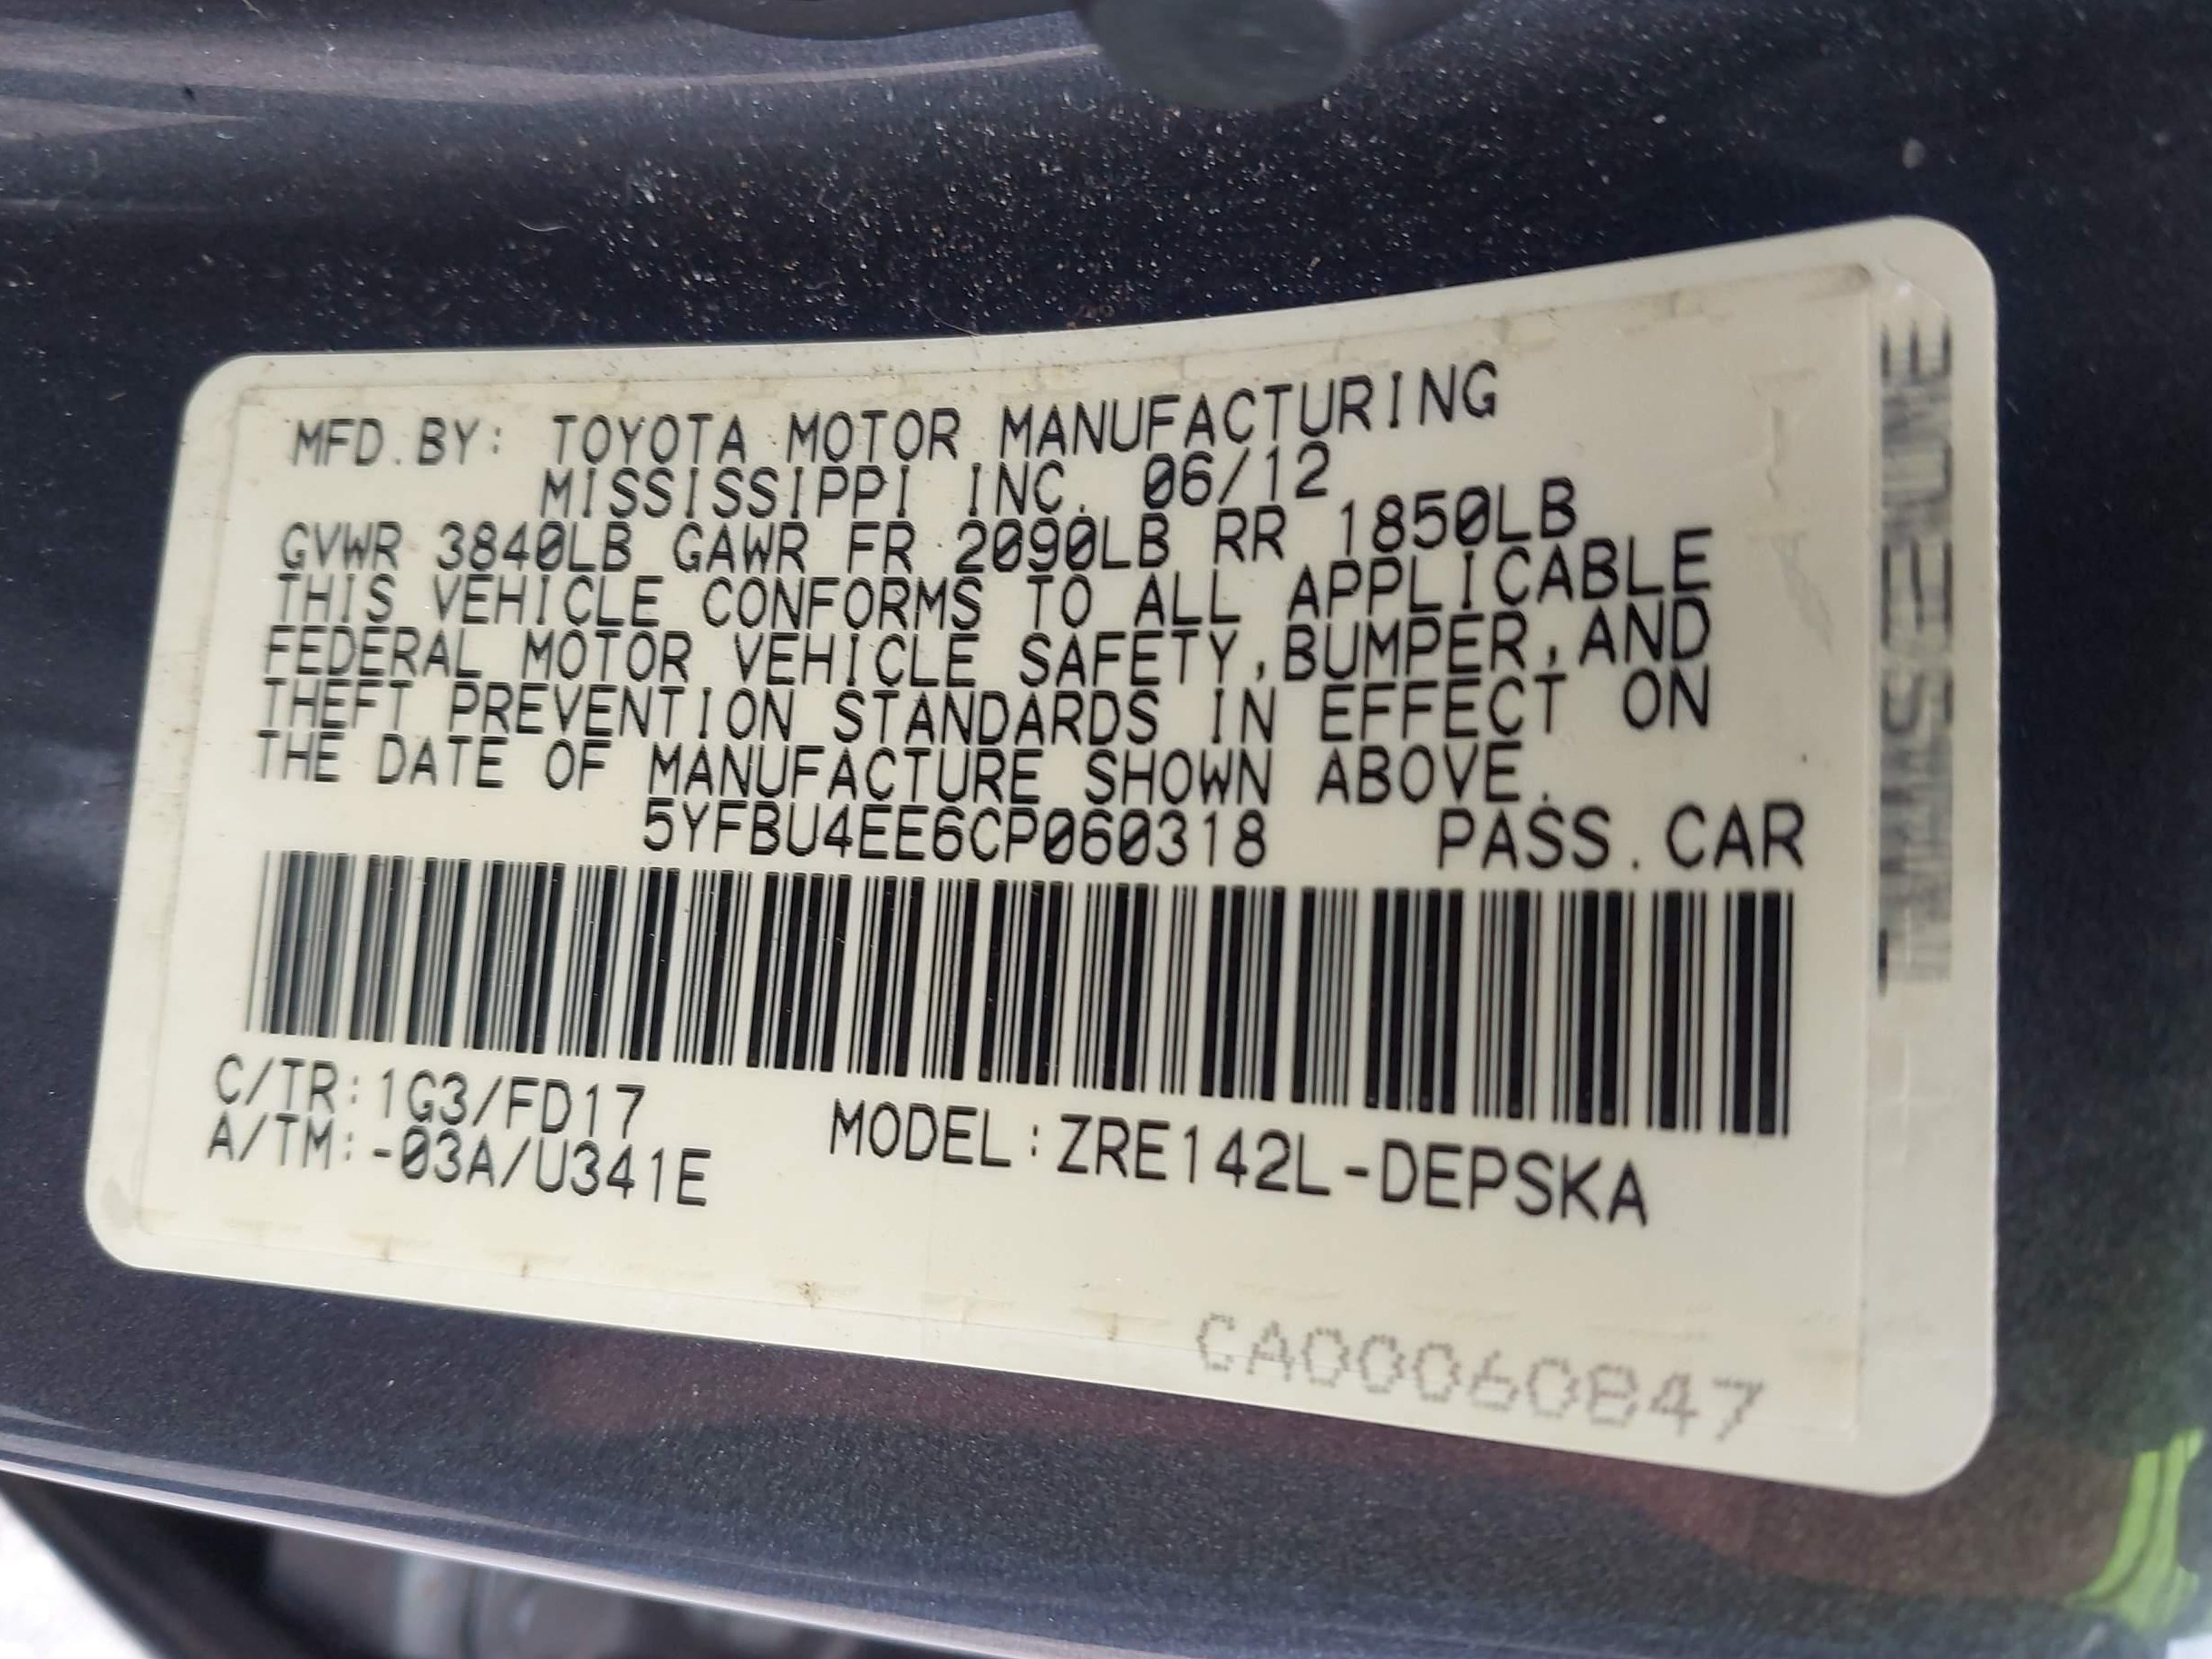 MFD.BY: TOYOTA MOTOR MANUFACTURING
MISSISSIPPI INC. 06/12
GVWR 3840LB GAWR FR 2090LB RR 1850LB
THIS VEHICLE CONFORMS TO ALL APPLICABLE
FEDERAL MOTOR VEHICLE SAFETY,BUMPER,AND
THEFT PREVENTION STANDARDS IN EFFECT ON
THE DATE OF MANUFACTURE SHOWN ABOVE.
5YFBU4EE6CP060318 PASS.CAR
C/TR:1G3/FD17
A/TM:-03A/U341E
MODEL:ZRE142L-DEPSKA
CA00060847